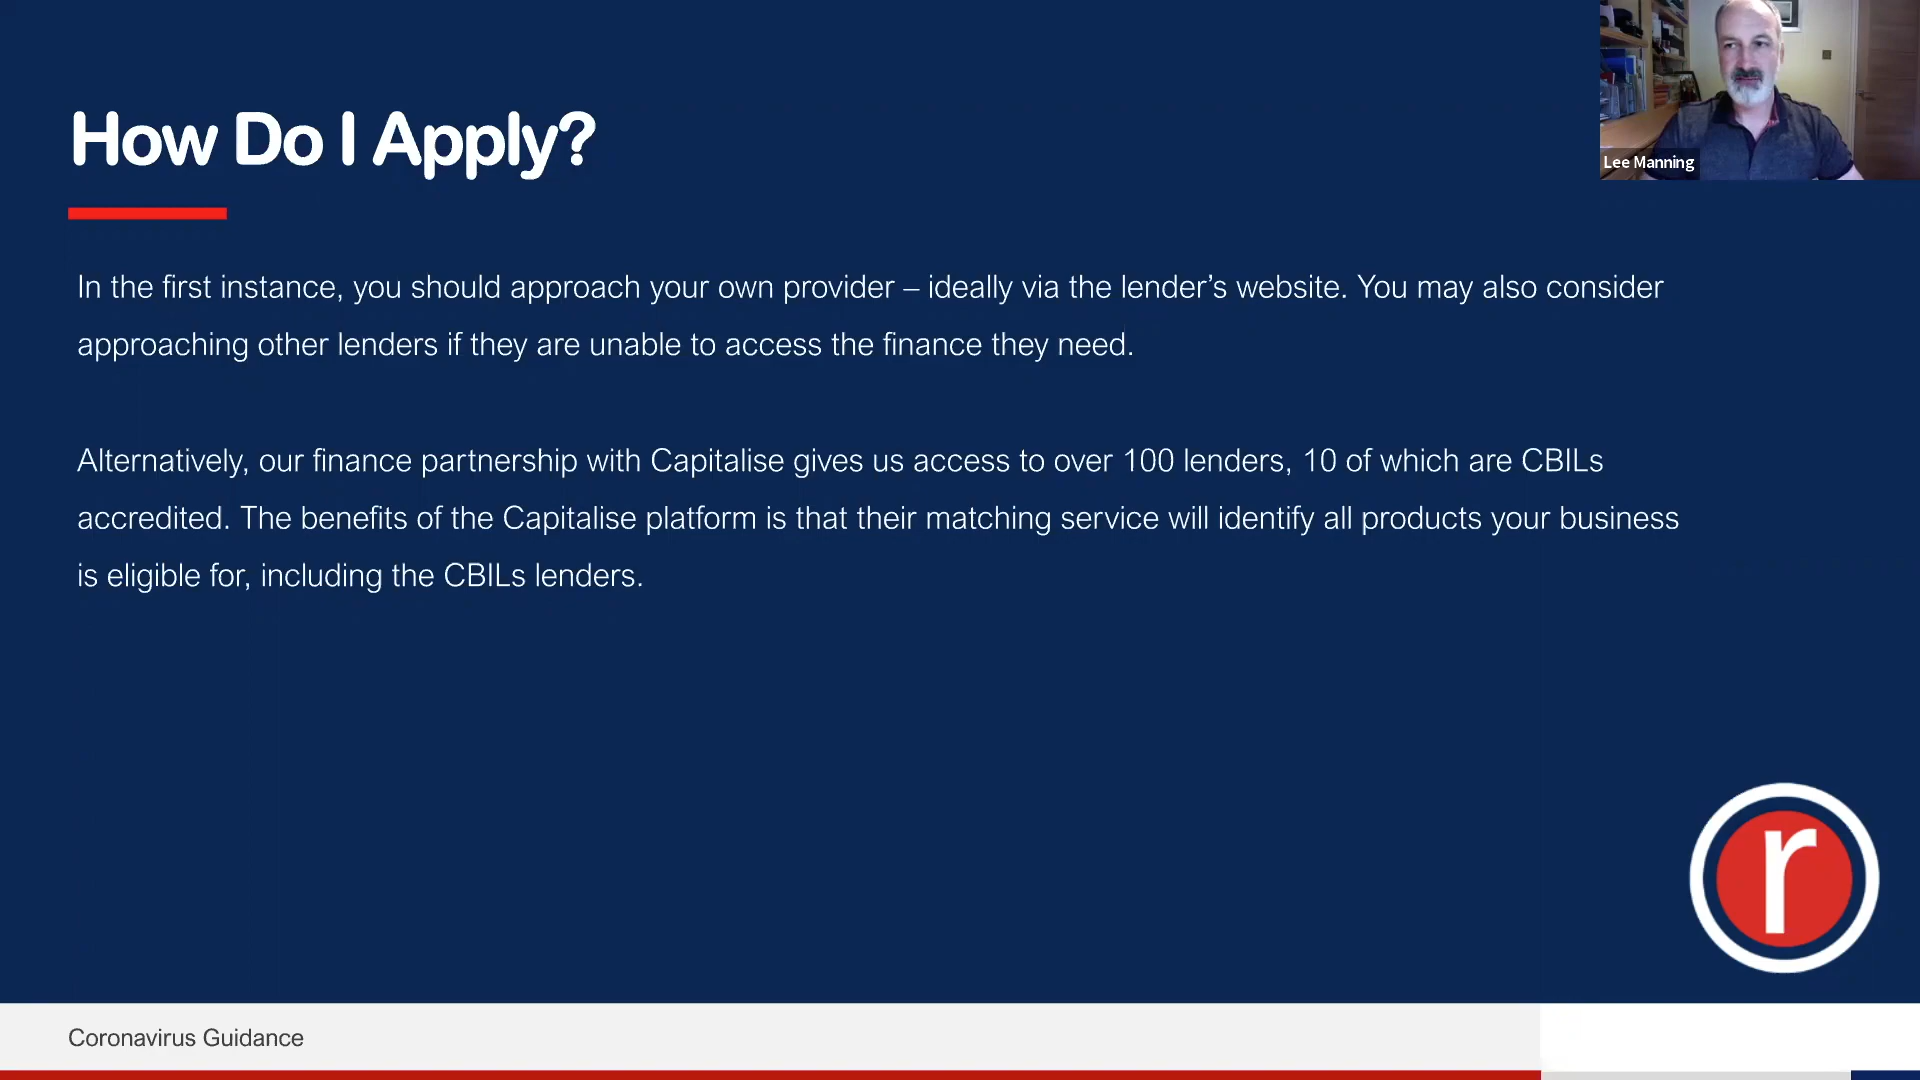 How Do I Apply?
Lee Manning
In the first instance, you should approach your own provider – ideally via the lender’s website. You may also consider
approaching other lenders if they are unable to access the finance they need.
Alternatively, our finance partnership with Capitalise gives us access to over 100 lenders, 10 of which are CBILs
accredited. The benefits of the Capitalise platform is that their matching service will identify all products your business
is eligible for, including the CBILs lenders.
r
Coronavirus Guidance